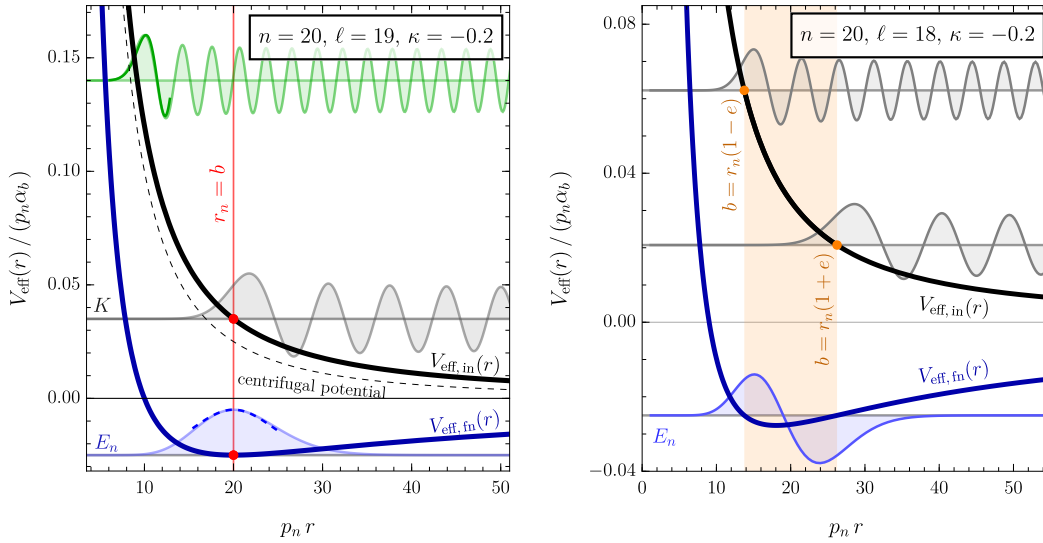 n = 20, ℓ = 19, κ = −0.2
V_eff(r) / (p_n α_b)
0.15
0.10
0.05
0.00
r_n = b
K
V_eff, in(r)
centrifugal potential
V_eff, fn(r)
E_n
10
20
30
40
50
p_n r
n = 20, ℓ = 18, κ = −0.2
V_eff(r) / (p_n α_b)
0.08
0.04
0.00
−0.04
b = r_n(1 − e)
b = r_n(1 + e)
V_eff, in(r)
V_eff, fn(r)
E_n
0
10
20
30
40
50
p_n r